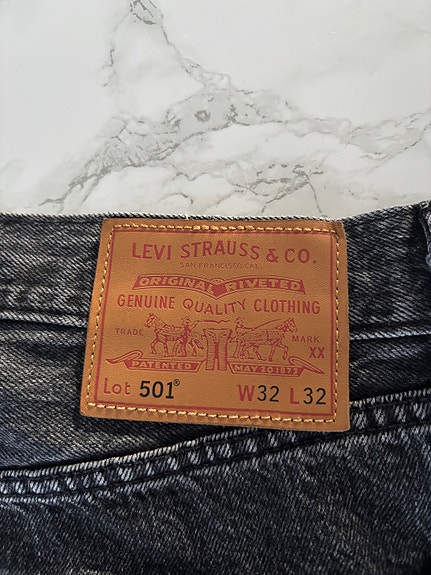 LEVI STRAUSS & CO.
SAN FRANCISCO CAL.
ORIGINAL RIVETED
GENUINE QUALITY CLOTHING
TRADE MARK
XX
PATENTED MAY 20 1873
Lot 501® W32 L32